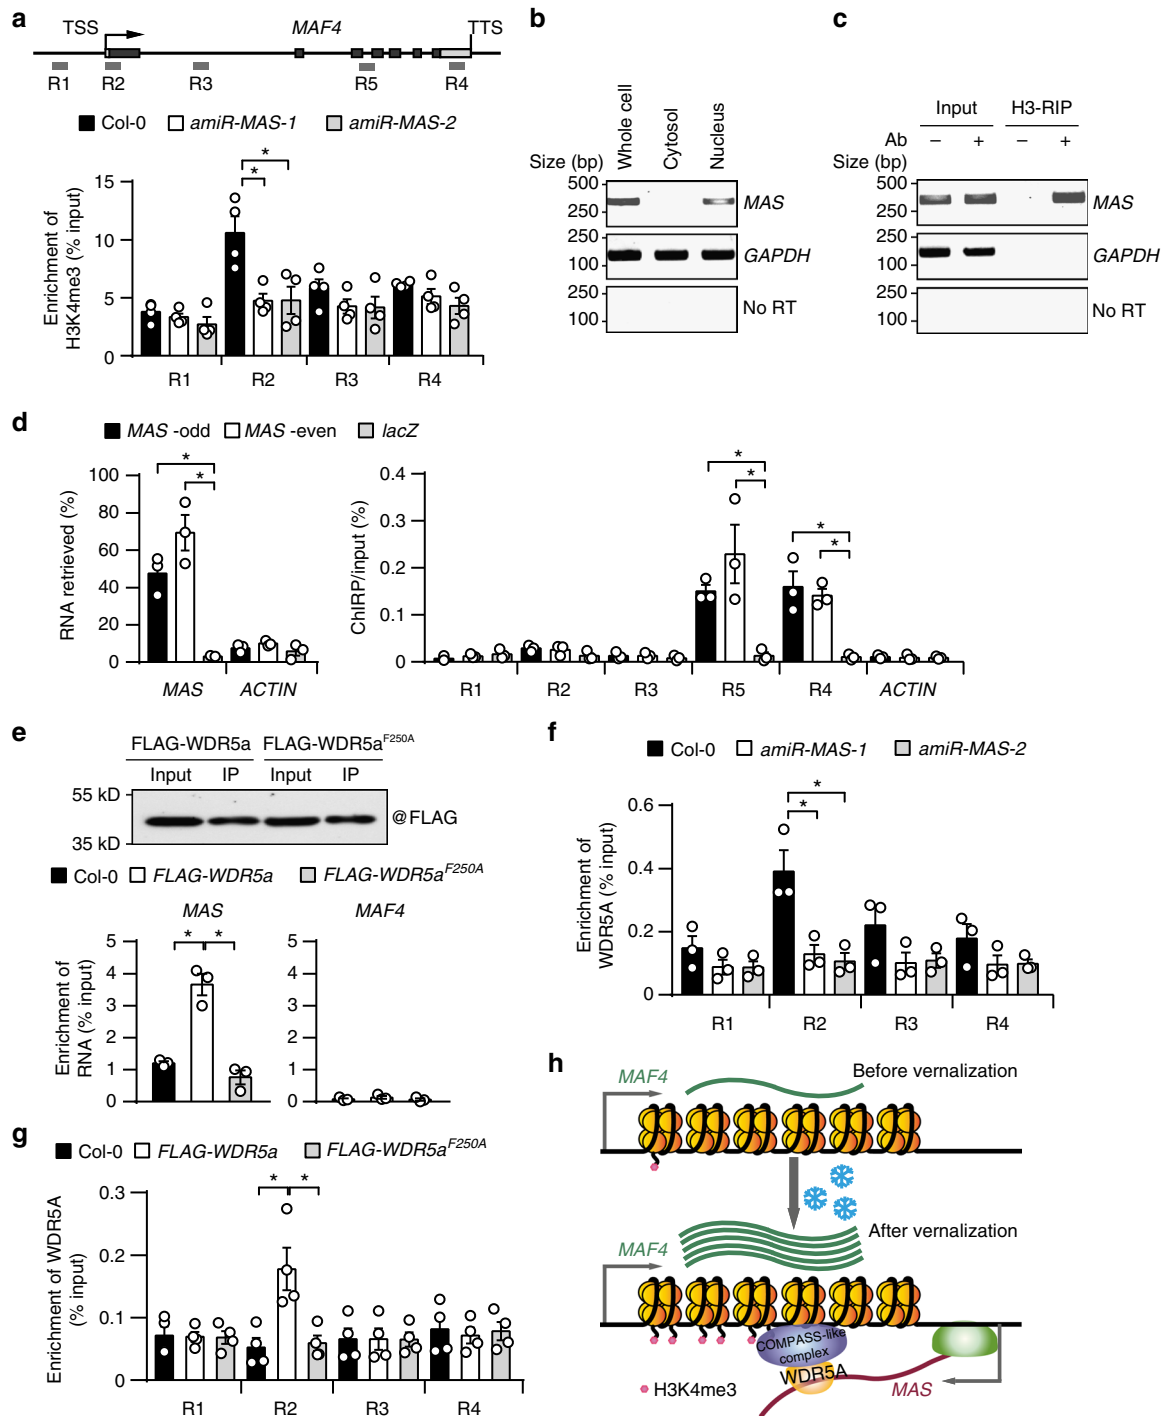 a
TSS MAF4 TTS
R1 R2 R3 R5 R4
Col-0 amiR-MAS-1 amiR-MAS-2
Enrichment of
H3K4me3 (% input)
15
10
5
0
* *
R1 R2 R3 R4
b
Size (bp) Whole cell Cytosol Nucleus
500
250
MAS
250
100
GAPDH
250
100
No RT
c
Input H3-RIP
Ab − + − +
Size (bp)
500
250
MAS
250
100
GAPDH
250
100
No RT
d
MAS -odd MAS -even lacZ
RNA retrieved (%)
100
80
60
40
20
0
* *
MAS ACTIN
ChIRP/input (%)
0.4
0.3
0.2
0.1
0
* * * *
R1 R2 R3 R5 R4 ACTIN
e
FLAG-WDR5a FLAG-WDR5aF250A
Input IP Input IP
55 kD
35 kD
@FLAG
Col-0 FLAG-WDR5a FLAG-WDR5aF250A
Enrichment of
RNA (% input)
MAS
5
4
3
2
1
0
* *
MAF4
5
4
3
2
1
0
f
Col-0 amiR-MAS-1 amiR-MAS-2
Enrichment of
WDR5A (% input)
0.6
0.4
0.2
0
* *
R1 R2 R3 R4
g
Col-0 FLAG-WDR5a FLAG-WDR5aF250A
Enrichment of WDR5A
(% input)
0.3
0.2
0.1
0
* *
R1 R2 R3 R4
h
MAF4 Before vernalization
After vernalization
MAF4
COMPASS-like
complex
WDR5A
H3K4me3
MAS